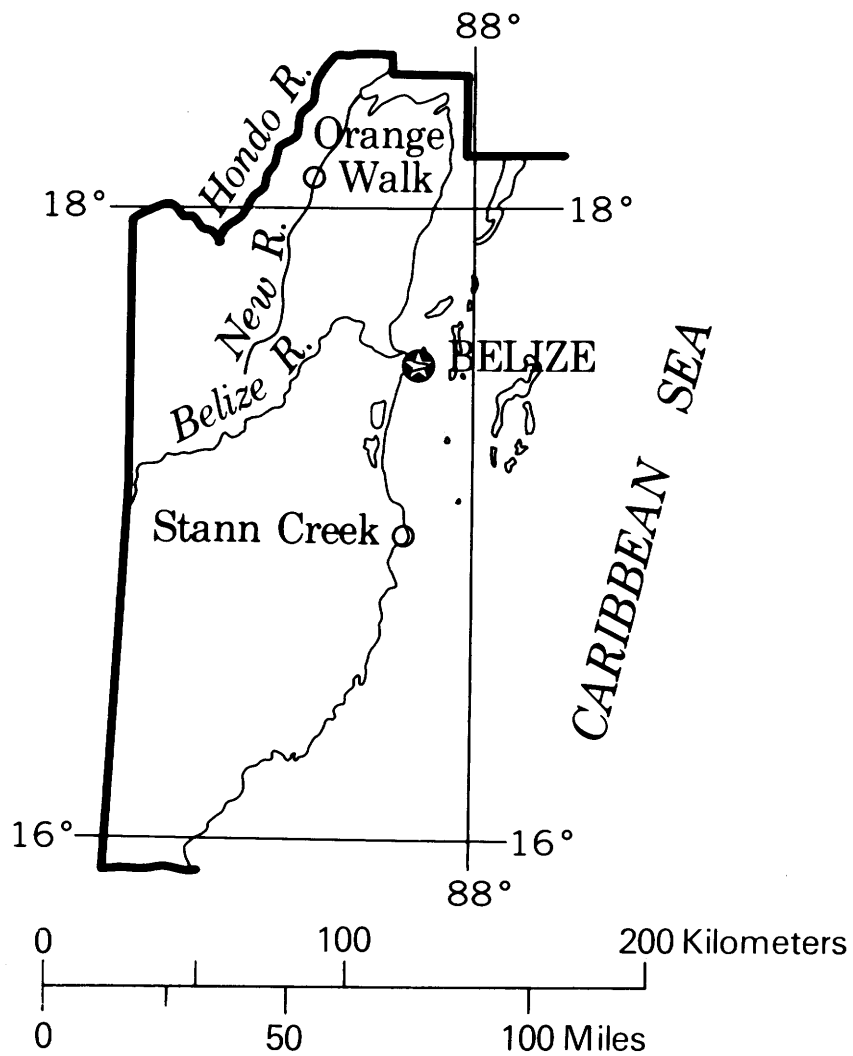 88°
Hondo R.
Orange
Walk
18°
18°
New R.
BELIZE
Belize R.
CARIBBEAN SEA
Stann Creek
16°
16°
88°
0 100 200 Kilometers
0 50 100 Miles